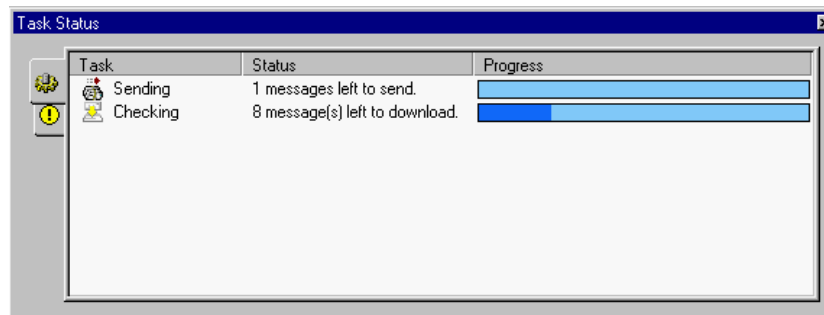 Task Status
Task Status Progress
Sending 1 messages left to send.
Checking 8 message(s) left to download.